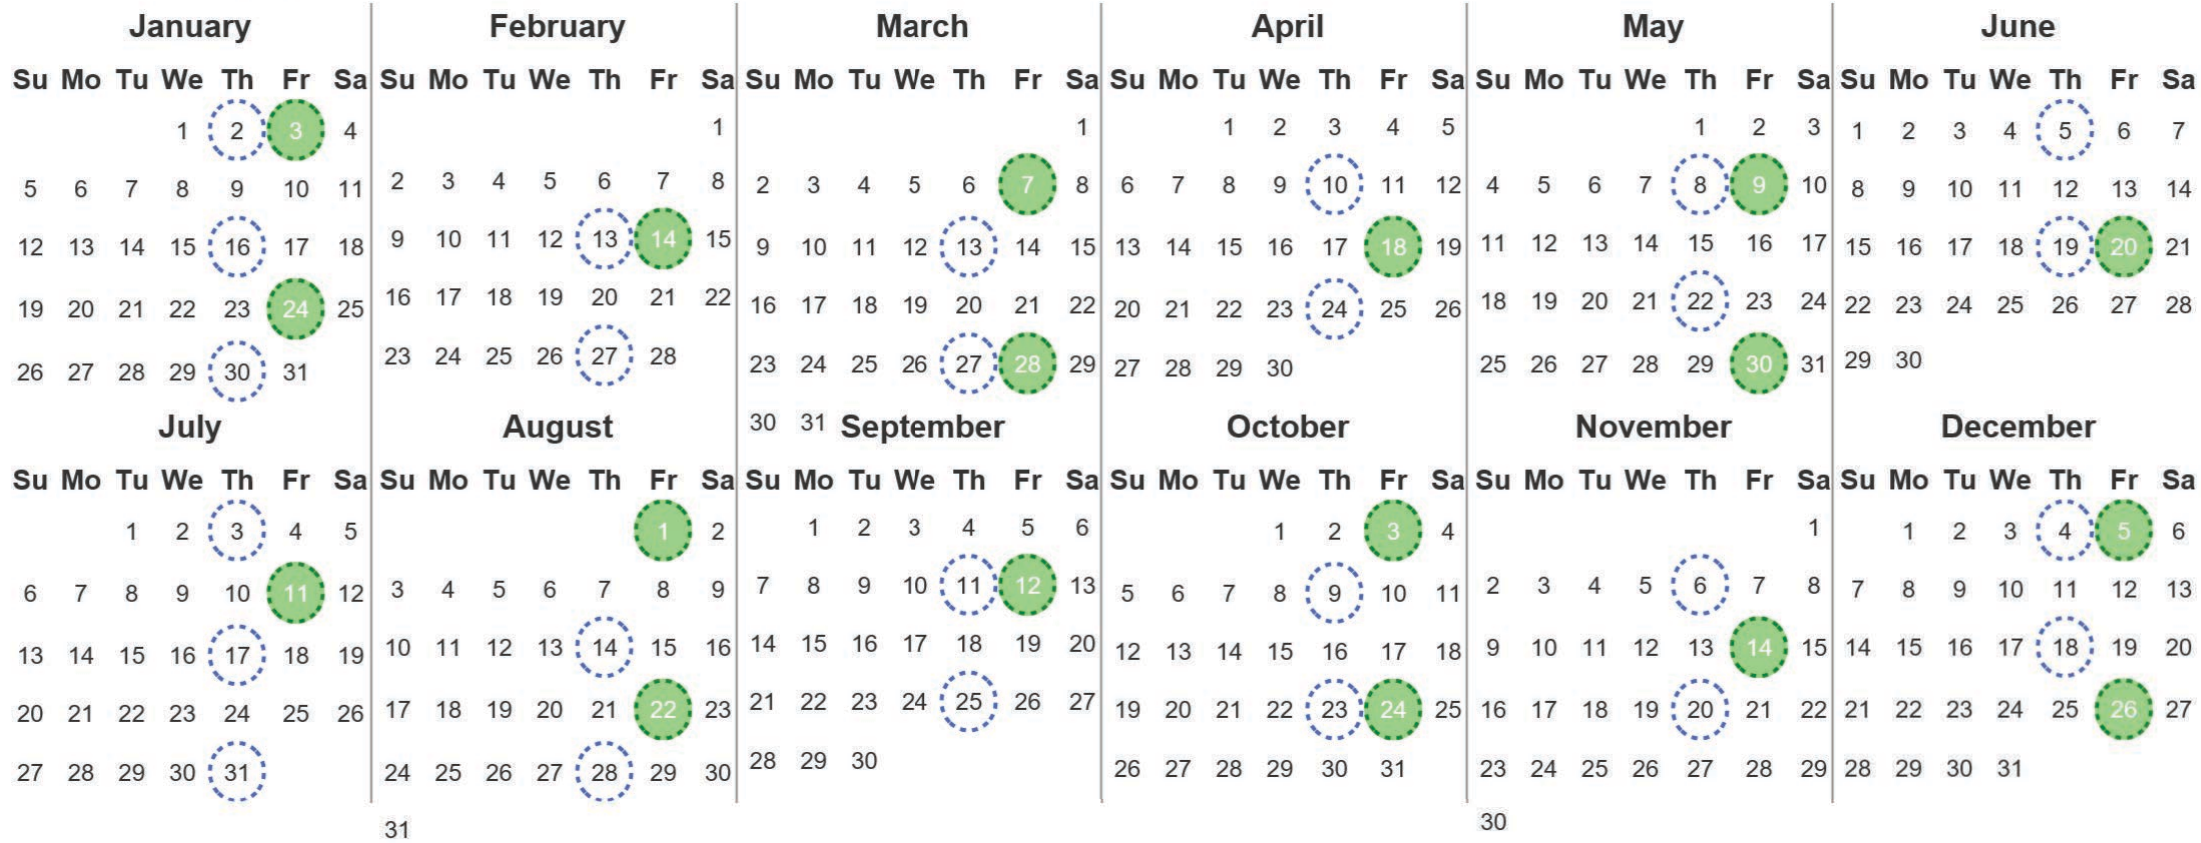 January
Su Mo Tu We Th Fr Sa
1 2 3 4
5 6 7 8 9 10 11
12 13 14 15 16 17 18
19 20 21 22 23 24 25
26 27 28 29 30 31
February
Su Mo Tu We Th Fr Sa
1
2 3 4 5 6 7 8
9 10 11 12 13 14 15
16 17 18 19 20 21 22
23 24 25 26 27 28
March
Su Mo Tu We Th Fr Sa
1
2 3 4 5 6 7 8
9 10 11 12 13 14 15
16 17 18 19 20 21 22
23 24 25 26 27 28 29
30 31
April
Su Mo Tu We Th Fr Sa
1 2 3 4 5
6 7 8 9 10 11 12
13 14 15 16 17 18 19
20 21 22 23 24 25 26
27 28 29 30
May
Su Mo Tu We Th Fr Sa
1 2 3
4 5 6 7 8 9 10
11 12 13 14 15 16 17
18 19 20 21 22 23 24
25 26 27 28 29 30 31
June
Su Mo Tu We Th Fr Sa
1 2 3 4 5 6 7
8 9 10 11 12 13 14
15 16 17 18 19 20 21
22 23 24 25 26 27 28
29 30
July
Su Mo Tu We Th Fr Sa
1 2 3 4 5
6 7 8 9 10 11 12
13 14 15 16 17 18 19
20 21 22 23 24 25 26
27 28 29 30 31
August
Su Mo Tu We Th Fr Sa
1 2
3 4 5 6 7 8 9
10 11 12 13 14 15 16
17 18 19 20 21 22 23
24 25 26 27 28 29 30
31
September
Su Mo Tu We Th Fr Sa
1 2 3 4 5 6
7 8 9 10 11 12 13
14 15 16 17 18 19 20
21 22 23 24 25 26 27
28 29 30
October
Su Mo Tu We Th Fr Sa
1 2 3 4
5 6 7 8 9 10 11
12 13 14 15 16 17 18
19 20 21 22 23 24 25
26 27 28 29 30 31
November
Su Mo Tu We Th Fr Sa
1
2 3 4 5 6 7 8
9 10 11 12 13 14 15
16 17 18 19 20 21 22
23 24 25 26 27 28 29
30
December
Su Mo Tu We Th Fr Sa
1 2 3 4 5 6
7 8 9 10 11 12 13
14 15 16 17 18 19 20
21 22 23 24 25 26 27
28 29 30 31